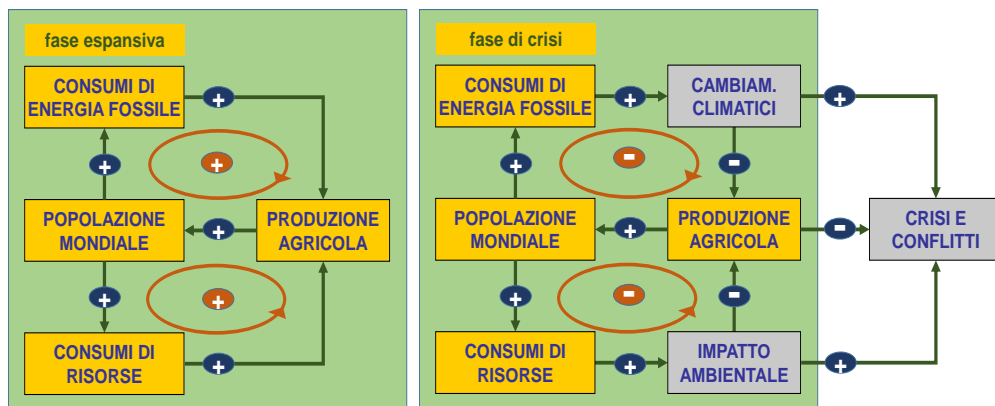 fase espansiva
CONSUMI DI
ENERGIA FOSSILE
+
+
+
POPOLAZIONE
MONDIALE
+
PRODUZIONE
AGRICOLA
+
+
CONSUMI DI
RISORSE
+
fase di crisi
CONSUMI DI
ENERGIA FOSSILE
+
CAMBIAM.
CLIMATICI
+
+
-
-
POPOLAZIONE
MONDIALE
+
PRODUZIONE
AGRICOLA
-
CRISI E
CONFLITTI
+
-
-
CONSUMI DI
RISORSE
+
IMPATTO
AMBIENTALE
+